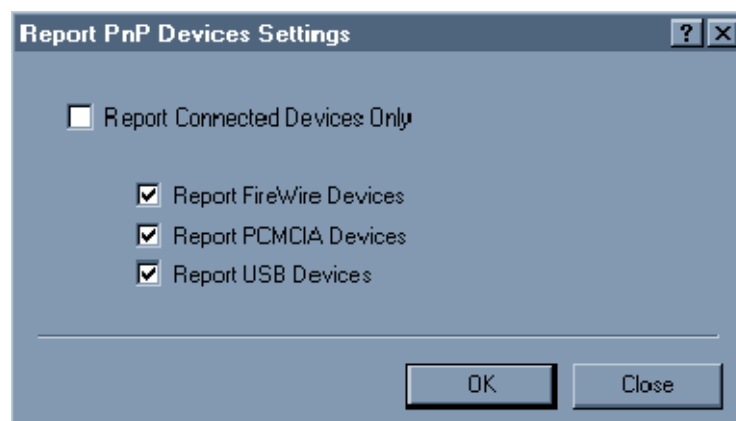 Report PnP Devices Settings
Report Connected Devices Only
Report FireWire Devices
Report PCMCIA Devices
Report USB Devices
OK Close